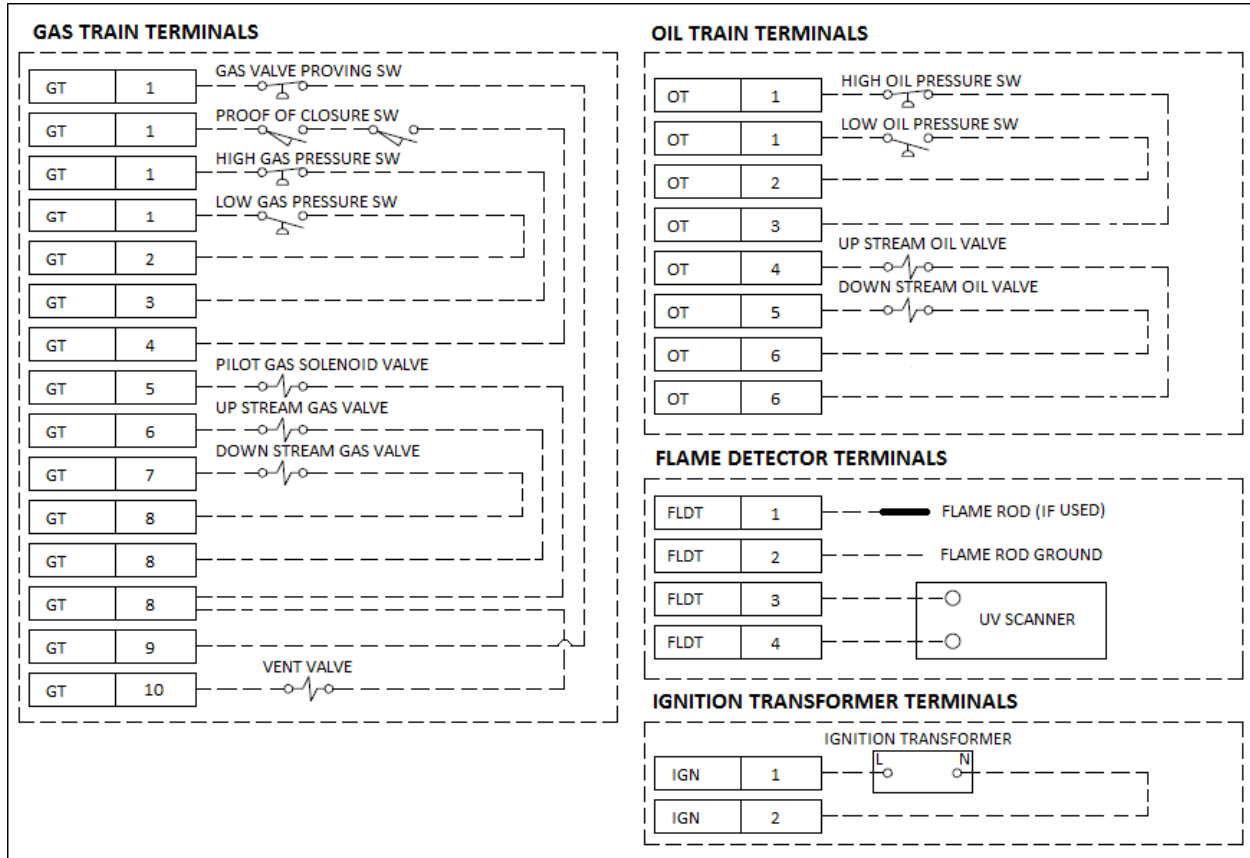 GAS TRAIN TERMINALS
GT 1 GAS VALVE PROVING SW
GT 1 PROOF OF CLOSURE SW
GT 1 HIGH GAS PRESSURE SW
GT 1 LOW GAS PRESSURE SW
GT 2
GT 3
GT 4
GT 5 PILOT GAS SOLENOID VALVE
GT 6 UP STREAM GAS VALVE
GT 7 DOWN STREAM GAS VALVE
GT 8
GT 8
GT 8
GT 9
GT 10 VENT VALVE
OIL TRAIN TERMINALS
OT 1 HIGH OIL PRESSURE SW
OT 1 LOW OIL PRESSURE SW
OT 2
OT 3
OT 4 UP STREAM OIL VALVE
OT 5 DOWN STREAM OIL VALVE
OT 6
OT 6
FLAME DETECTOR TERMINALS
FLDT 1 FLAME ROD (IF USED)
FLDT 2 FLAME ROD GROUND
FLDT 3
UV SCANNER
FLDT 4
IGNITION TRANSFORMER TERMINALS
IGNITION TRANSFORMER
IGN 1 L N
IGN 2